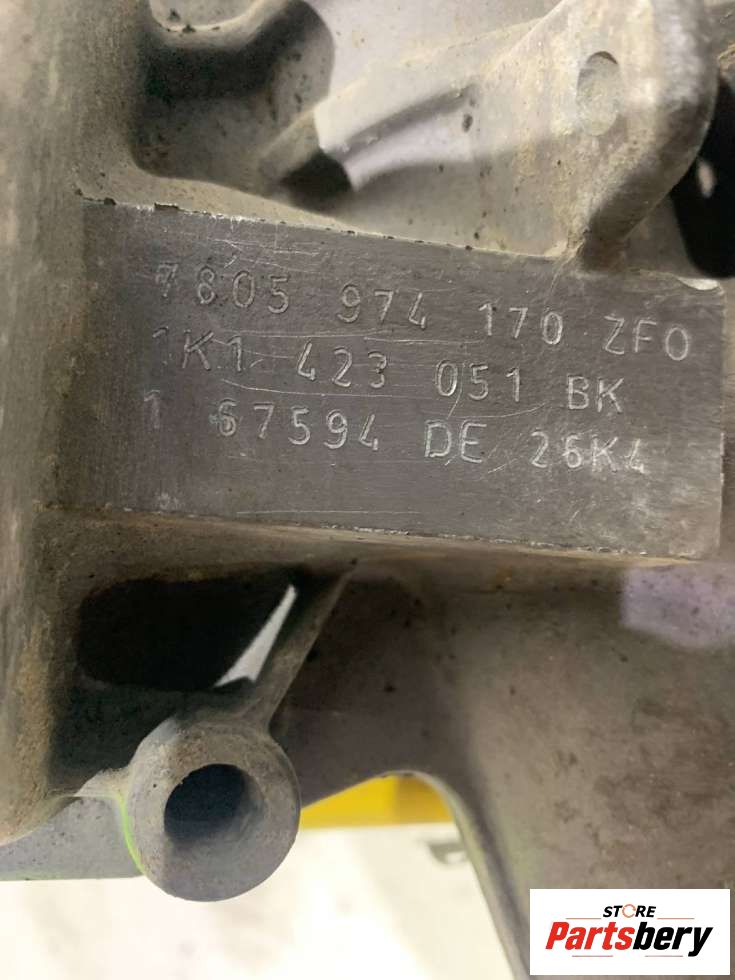 7805 974 170 ZF0
1K1 423 051 BK
1 67594 DE 26K4
STORE
Partsbery